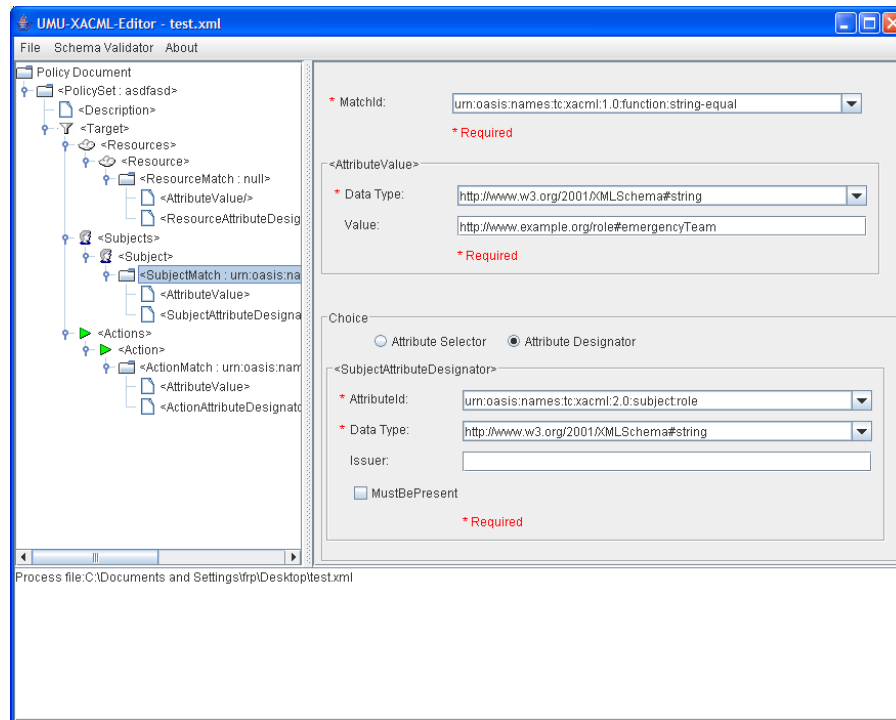 UMU-XACML-Editor - test.xml
File Schema Validator About
Policy Document
<PolicySet : asdfasd>
<Description>
<Target>
<Resources>
<Resource>
<ResourceMatch : null>
<AttributeValue/>
<ResourceAttributeDesig
<Subjects>
<Subject>
<SubjectMatch : urn:oasis:na
<AttributeValue>
<SubjectAttributeDesigna
<Actions>
<Action>
<ActionMatch : urn:oasis:nam
<AttributeValue>
<ActionAttributeDesignato
* MatchId: urn:oasis:names:tc:xacml:1.0:function:string-equal
* Required
<AttributeValue>
* Data Type: http://www.w3.org/2001/XMLSchema#string
Value: http://www.example.org/role#emergencyTeam
* Required
Choice
Attribute Selector Attribute Designator
<SubjectAttributeDesignator>
* AttributeId: urn:oasis:names:tc:xacml:2.0:subject:role
* Data Type: http://www.w3.org/2001/XMLSchema#string
Issuer:
MustBePresent
* Required
Process file:C:\Documents and Settings\frp\Desktop\test.xml